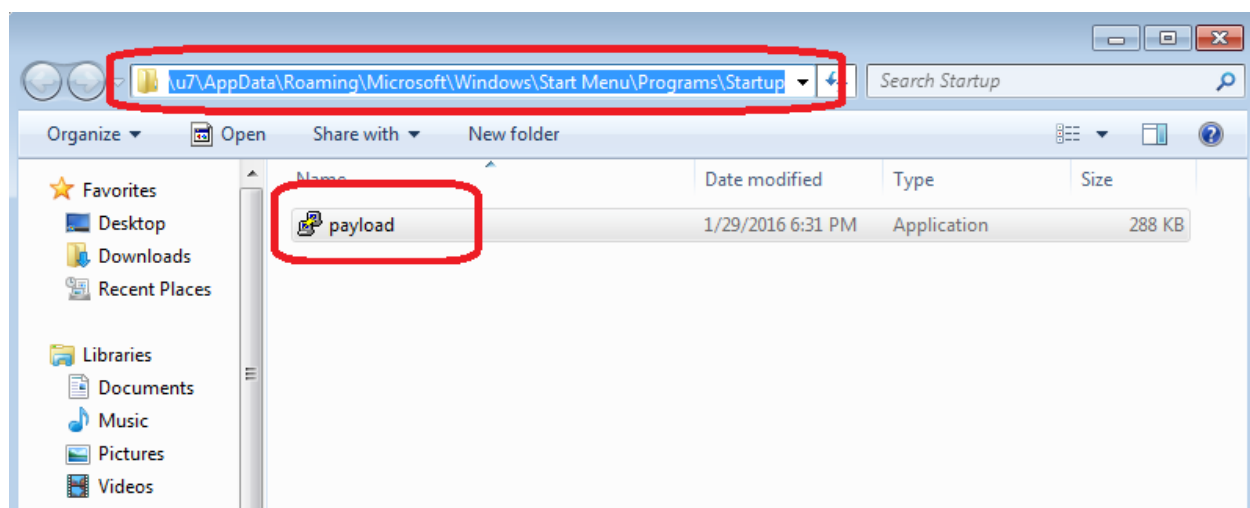 \u7\AppData\Roaming\Microsoft\Windows\Start Menu\Programs\Startup Search Startup
Organize Open Share with New folder
Favorites
Desktop
Downloads
Recent Places
Libraries
Documents
Music
Pictures
Videos
Name Date modified Type Size
payload 1/29/2016 6:31 PM Application 288 KB